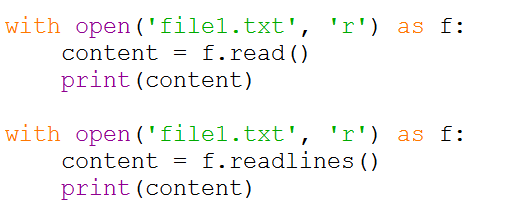 with open('file1.txt', 'r') as f:
    content = f.read()
    print(content)

with open('file1.txt', 'r') as f:
    content = f.readlines()
    print(content)